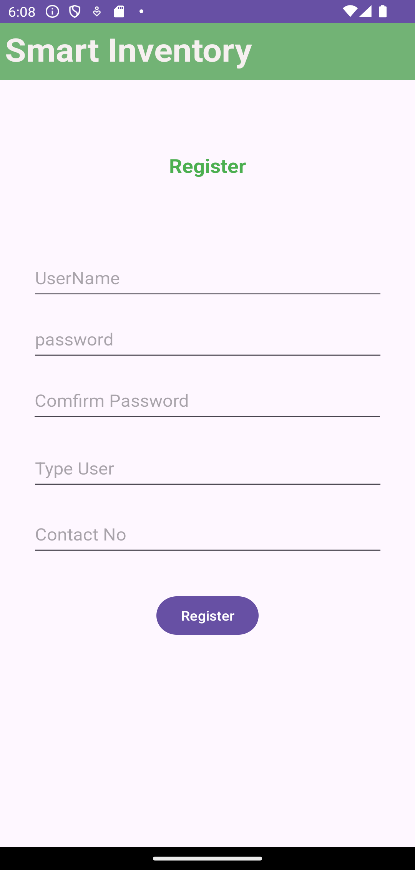 6:08
Smart Inventory
Register
UserName
password
Comfirm Password
Type User
Contact No
Register